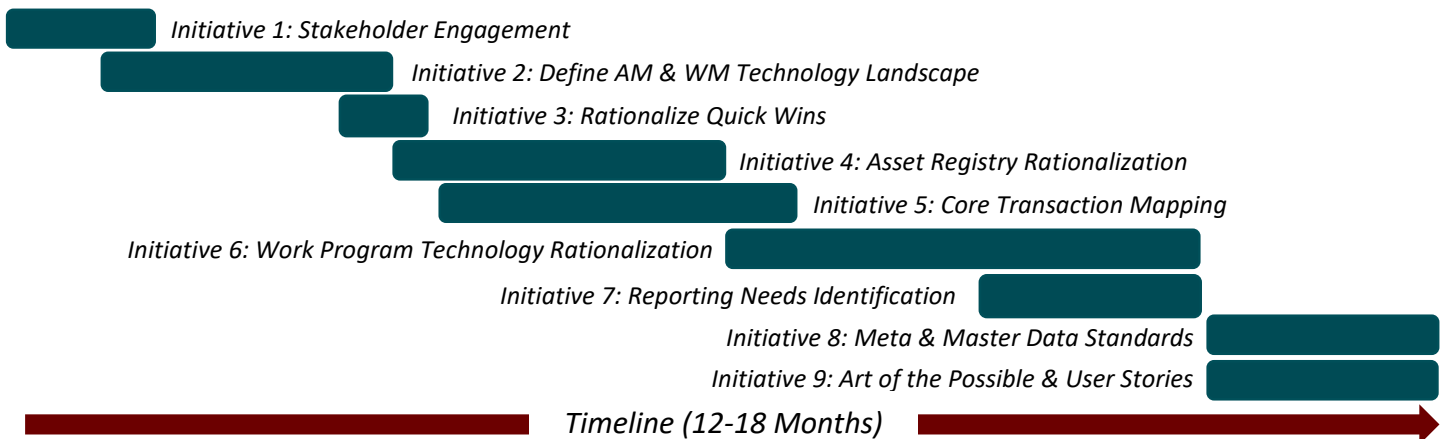 Initiative 1: Stakeholder Engagement
Initiative 2: Define AM & WM Technology Landscape
Initiative 3: Rationalize Quick Wins
Initiative 4: Asset Registry Rationalization
Initiative 5: Core Transaction Mapping
Initiative 6: Work Program Technology Rationalization
Initiative 7: Reporting Needs Identification
Initiative 8: Meta & Master Data Standards
Initiative 9: Art of the Possible & User Stories
Timeline (12-18 Months)